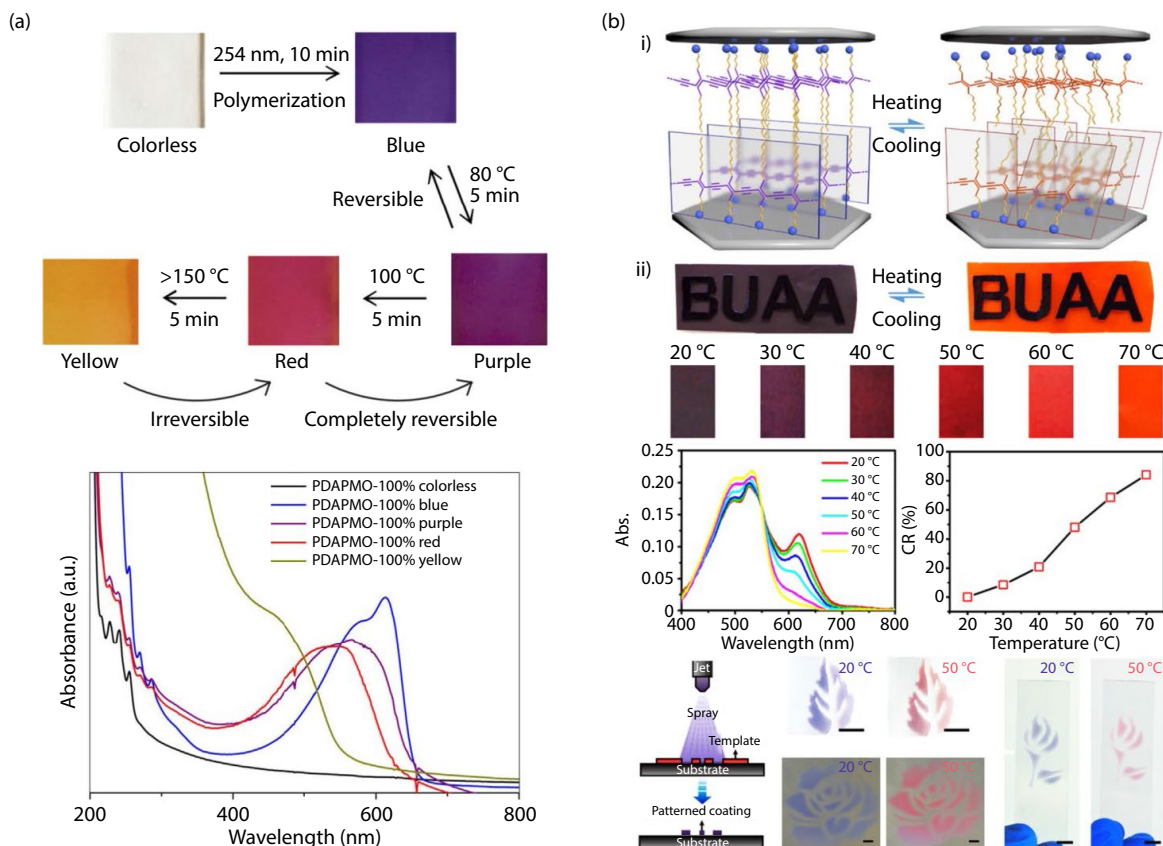 (a)
254 nm, 10 min
Polymerization
Colorless
Blue
Reversible
80 °C
5 min
>150 °C
5 min
100 °C
5 min
Yellow
Red
Purple
Irreversible
Completely reversible
PDAPMO-100% colorless
PDAPMO-100% blue
PDAPMO-100% purple
PDAPMO-100% red
PDAPMO-100% yellow
Absorbance (a.u.)
200
400
600
800
Wavelength (nm)
(b)
i)
Heating
Cooling
ii)
BUAA
Heating
Cooling
BUAA
20 °C
30 °C
40 °C
50 °C
60 °C
70 °C
0.25
0.20
0.15
0.10
0.05
0
Abs.
20 °C
30 °C
40 °C
50 °C
60 °C
70 °C
400
500
600
700
800
Wavelength (nm)
100
80
60
40
20
0
CR (%)
20
30
40
50
60
70
Temperature (°C)
Jet
Spray
Template
Substrate
Patterned coating
Substrate
20 °C
50 °C
20 °C
50 °C
20 °C
50 °C